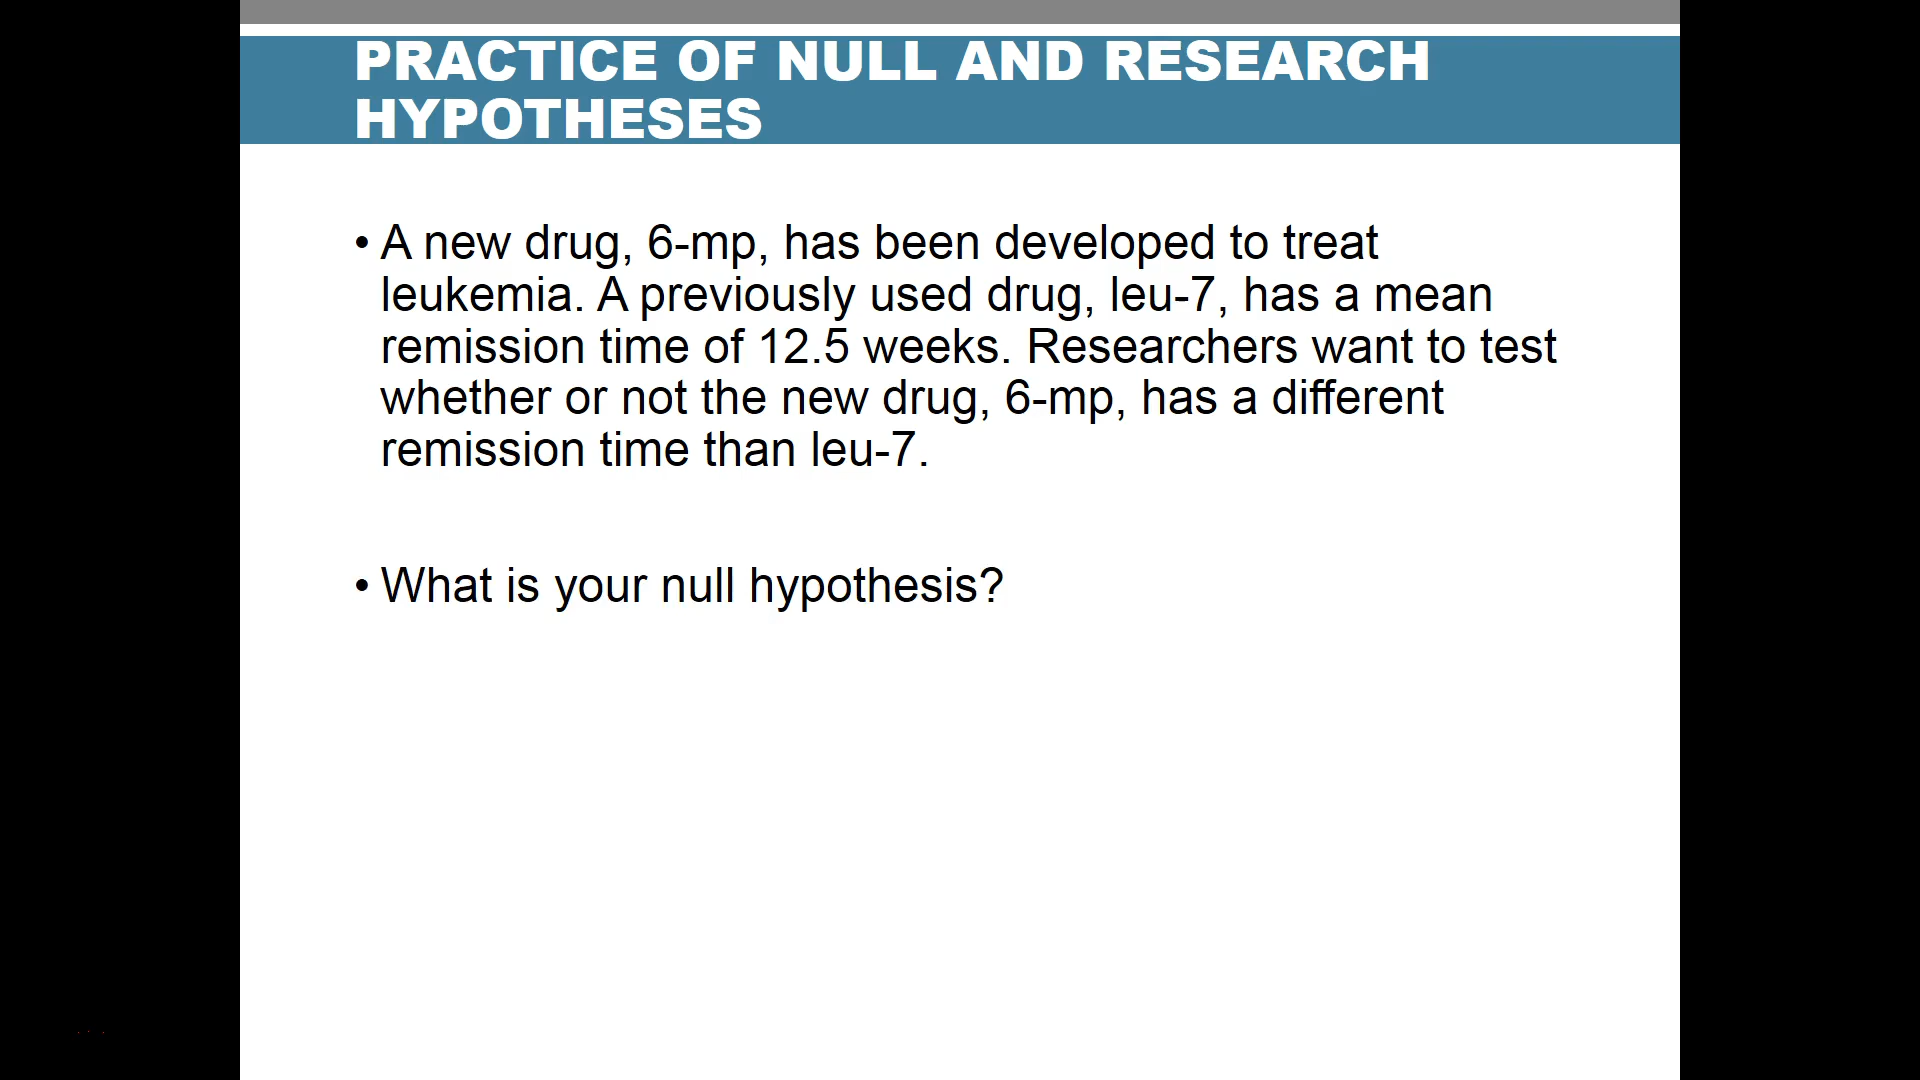 PRACTICE OF NULL AND RESEARCH
HYPOTHESES
• A new drug, 6-mp, has been developed to treat
leukemia. A previously used drug, leu-7, has a mean
remission time of 12.5 weeks. Researchers want to test
whether or not the new drug, 6-mp, has a different
remission time than leu-7.
• What is your null hypothesis?